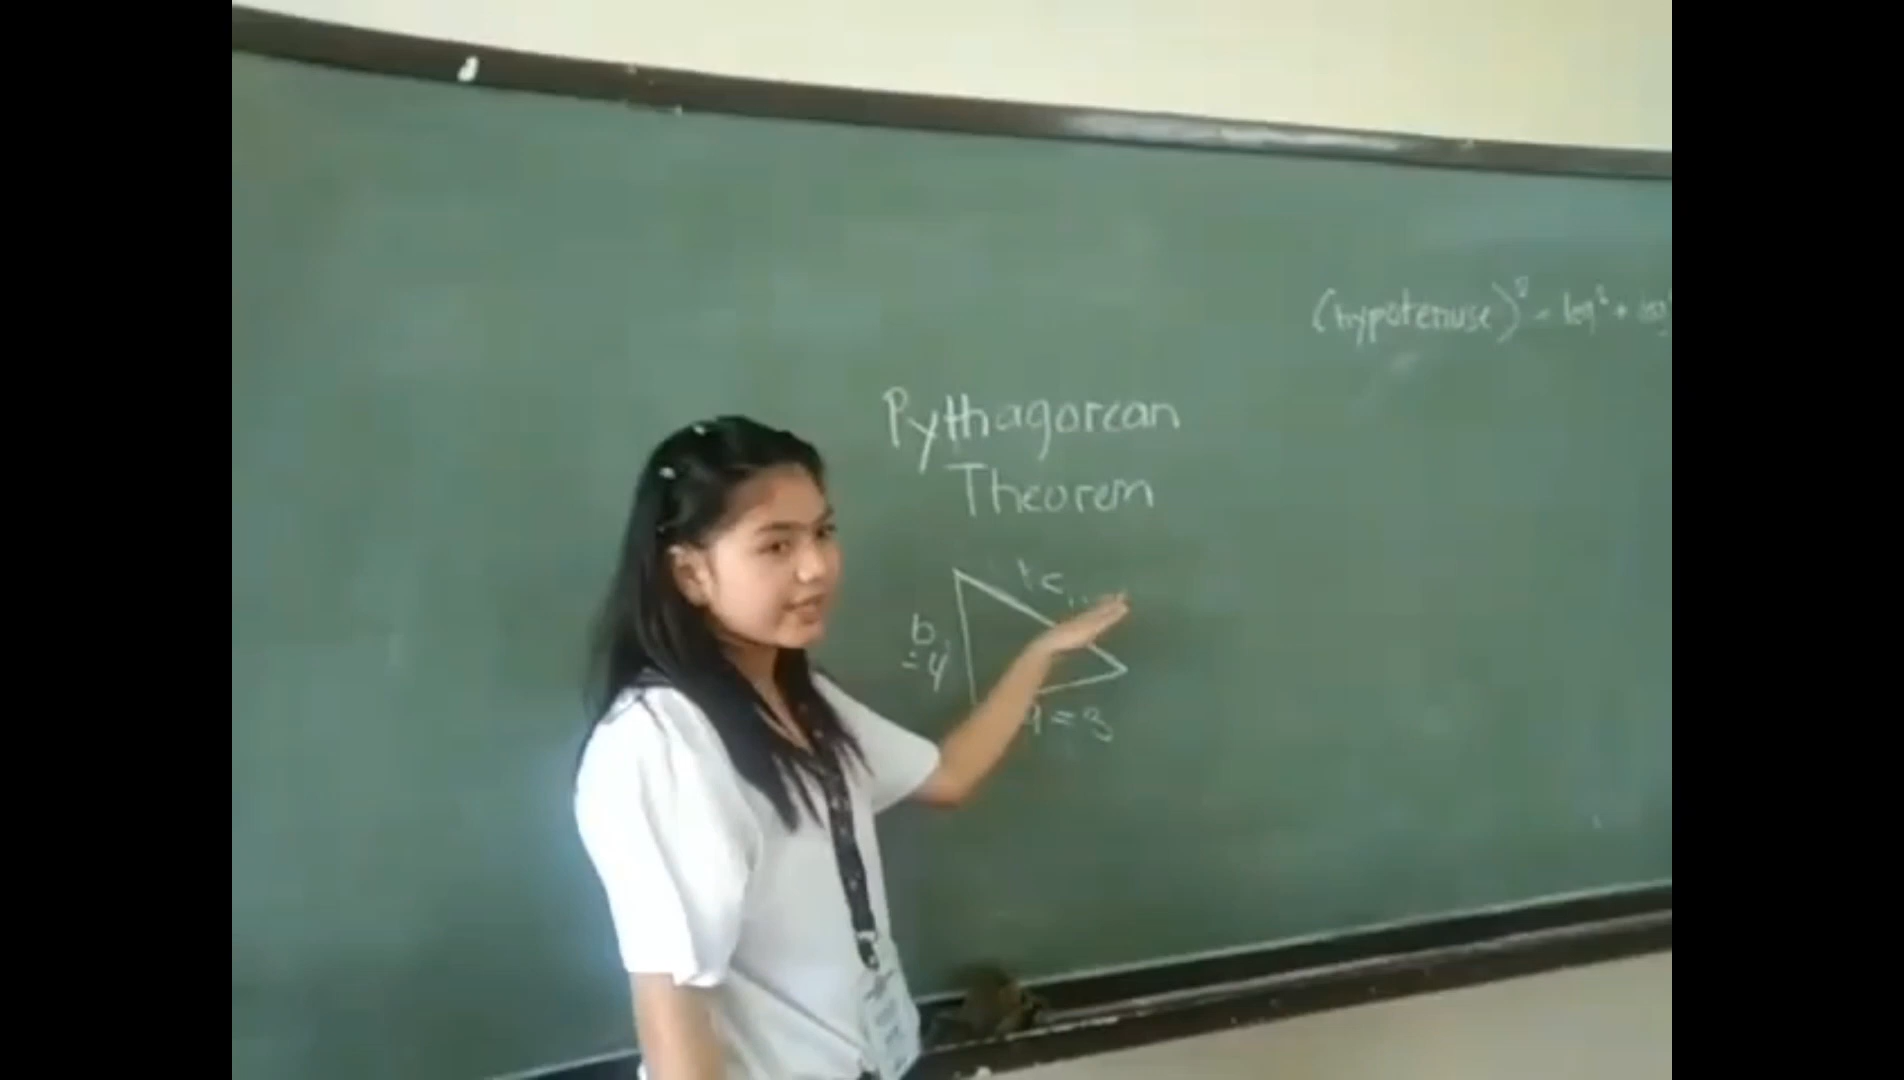 (hypotenuse)² = leg² + leg²
Pythagorean
Theorem
c
b
= 4
a = 3